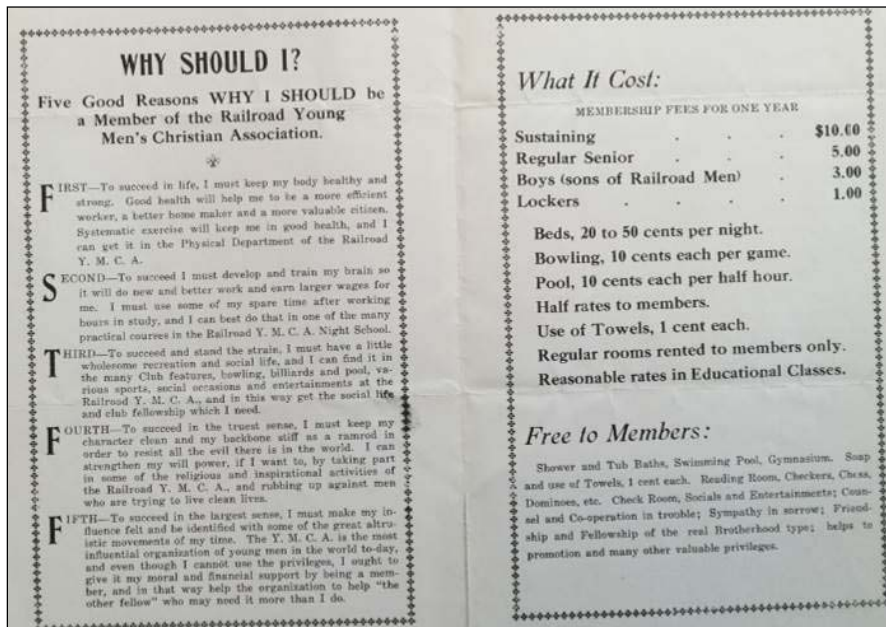 WHY SHOULD I?
Five Good Reasons WHY I SHOULD be
a Member of the Railroad Young
Men's Christian Association.
FIRST—To succeed in life, I must keep my body healthy and
strong. Good health will help me to be a more efficient
worker, a better home maker and a more valuable citizen.
Systematic exercise will keep me in good health, and I
can get it in the Physical Department of the Railroad
Y. M. C. A.
SECOND—To succeed I must develop and train my brain so
it will do new and better work and earn larger wages for
me. I must use some of my spare time after working
hours in study, and I can best do that in one of the many
practical courses in the Railroad Y. M. C. A. Night School.
THIRD—To succeed and stand the strain, I must have a little
wholesome recreation and social life, and I can find it in
the many Club features, bowling, billiards and pool, va-
rious sports, social occasions and entertainments at the
Railroad Y. M. C. A., and in this way get the social life
and club fellowship which I need.
FOURTH—To succeed in the truest sense, I must keep my
character clean and my backbone stiff as a ramrod in
order to resist all the evil there is in the world. I can
strengthen my will power, if I want to, by taking part
in some of the religious and inspirational activities of
the Railroad Y. M. C. A., and rubbing up against men
who are trying to live clean lives.
FIFTH—To succeed in the largest sense, I must make my in-
fluence felt and be identified with some of the great altru-
istic movements of my time. The Y. M. C. A. is the most
influential organization of young men in the world to-day,
and even though I cannot use the privileges, I ought to
give it my moral and financial support by being a mem-
ber, and in that way help the organization to help "the
other fellow" who may need it more than I do.
What It Cost:
MEMBERSHIP FEES FOR ONE YEAR
Sustaining . . . $10.00
Regular Senior . . . 5.00
Boys (sons of Railroad Men) . 3.00
Lockers . . . . 1.00
Beds, 20 to 50 cents per night.
Bowling, 10 cents each per game.
Pool, 10 cents each per half hour.
Half rates to members.
Use of Towels, 1 cent each.
Regular rooms rented to members only.
Reasonable rates in Educational Classes.
Free to Members:
Shower and Tub Baths, Swimming Pool, Gymnasium. Soap
and use of Towels, 1 cent each. Reading Room, Checkers, Chess,
Dominoes, etc. Check Room, Socials and Entertainments; Coun-
sel and Co-operation in trouble; Sympathy in sorrow; Friend-
ship and Fellowship of the real Brotherhood type; helps to
promotion and many other valuable privileges.